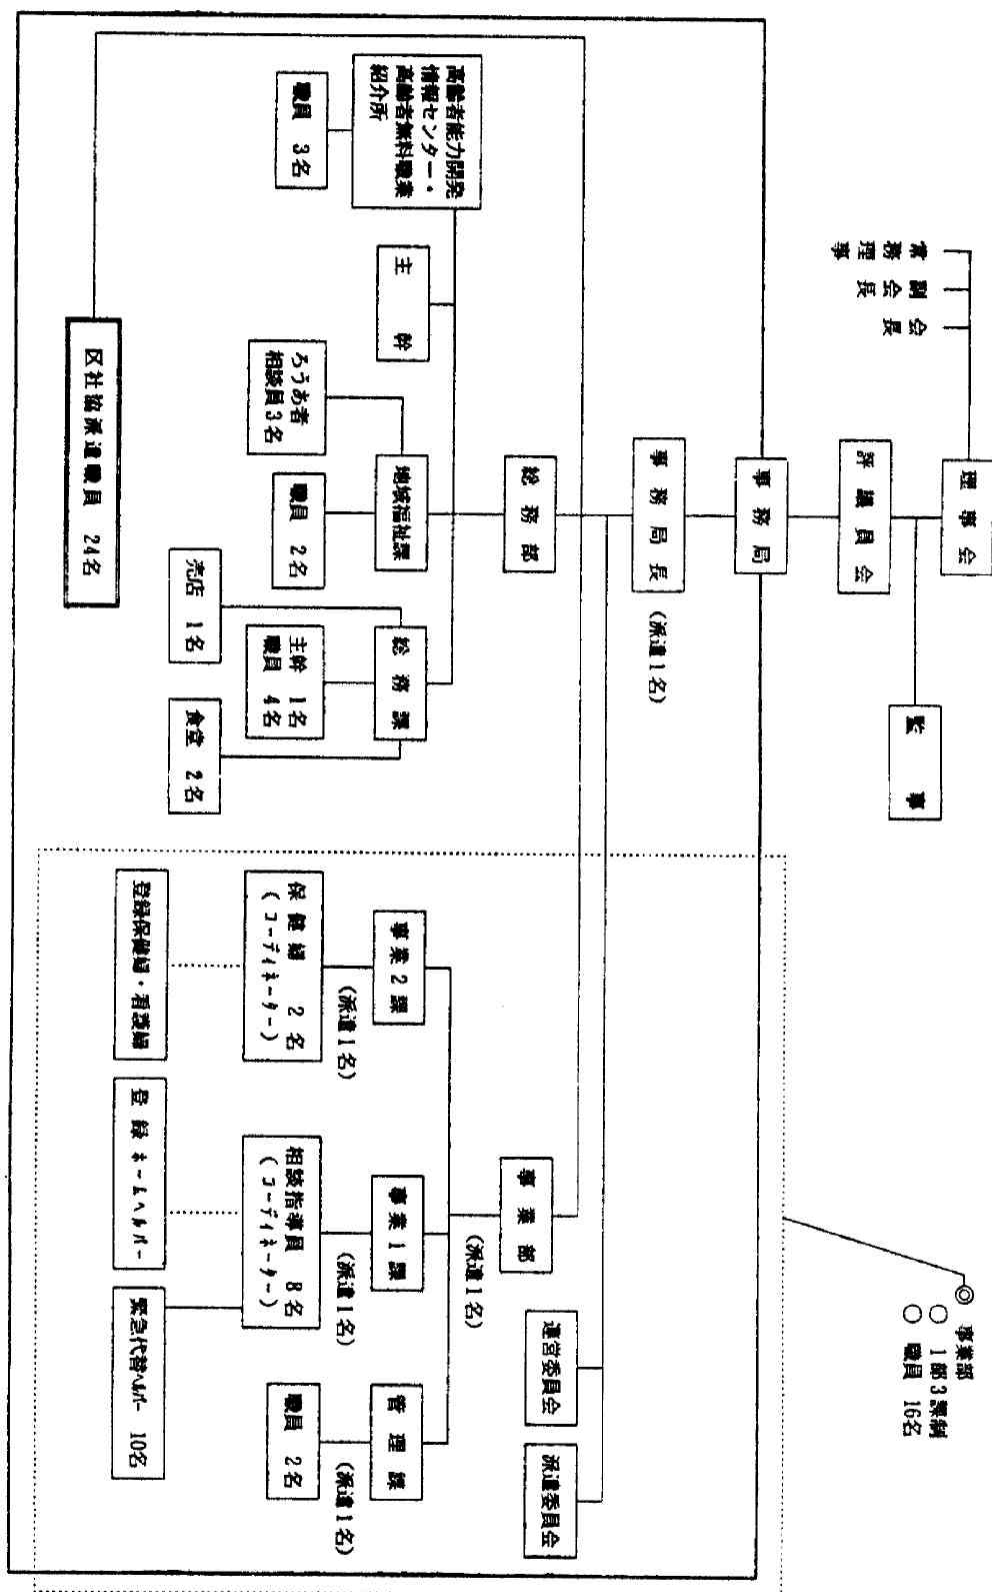 理事会
会長
副会長
常務理事
監事
評議員会
事務局
事務局長
(派遣1名)
総務部
高齢者能力開発
情報センター・
高齢者無料職業
紹介所
職員 3名
主幹
地域福祉課
ろうあ者
相談員3名
職員 2名
総務課
売店 1名
主幹 1名
職員 4名
食堂 2名
区社協派遣職員 24名
事業部
(派遣1名)
運営委員会
派遣委員会
事業2課
(派遣1名)
保健婦 2名
(コーディネーター)
登録保健婦・看護婦
事業1課
(派遣1名)
相談指導員 8名
(コーディネーター)
登録ホームヘルパー
緊急代替ヘルパー 10名
管理課
(派遣1名)
職員 2名
◎ 事業部
○ 1部3課制
○ 職員 16名